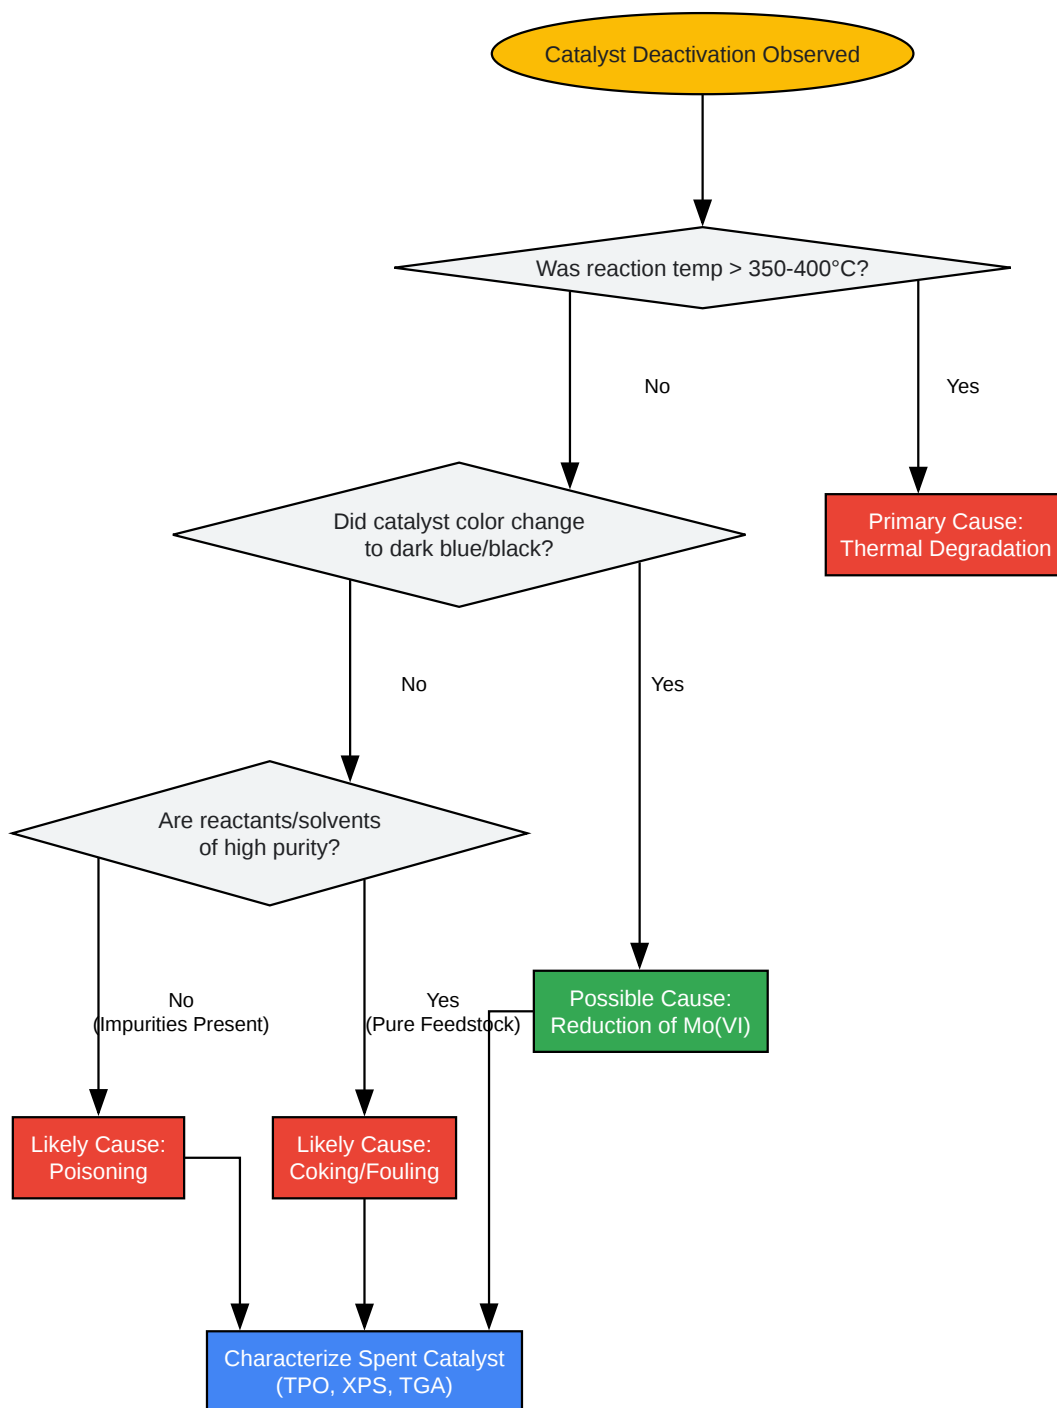 Catalyst Deactivation Observed
Was reaction temp > 350-400°C?
No
Yes
Did catalyst color change
to dark blue/black?
Primary Cause:
Thermal Degradation
No
Yes
Are reactants/solvents
of high purity?
No
(Impurities Present)
Yes
(Pure Feedstock)
Possible Cause:
Reduction of Mo(VI)
Likely Cause:
Poisoning
Likely Cause:
Coking/Fouling
Characterize Spent Catalyst
(TPO, XPS, TGA)